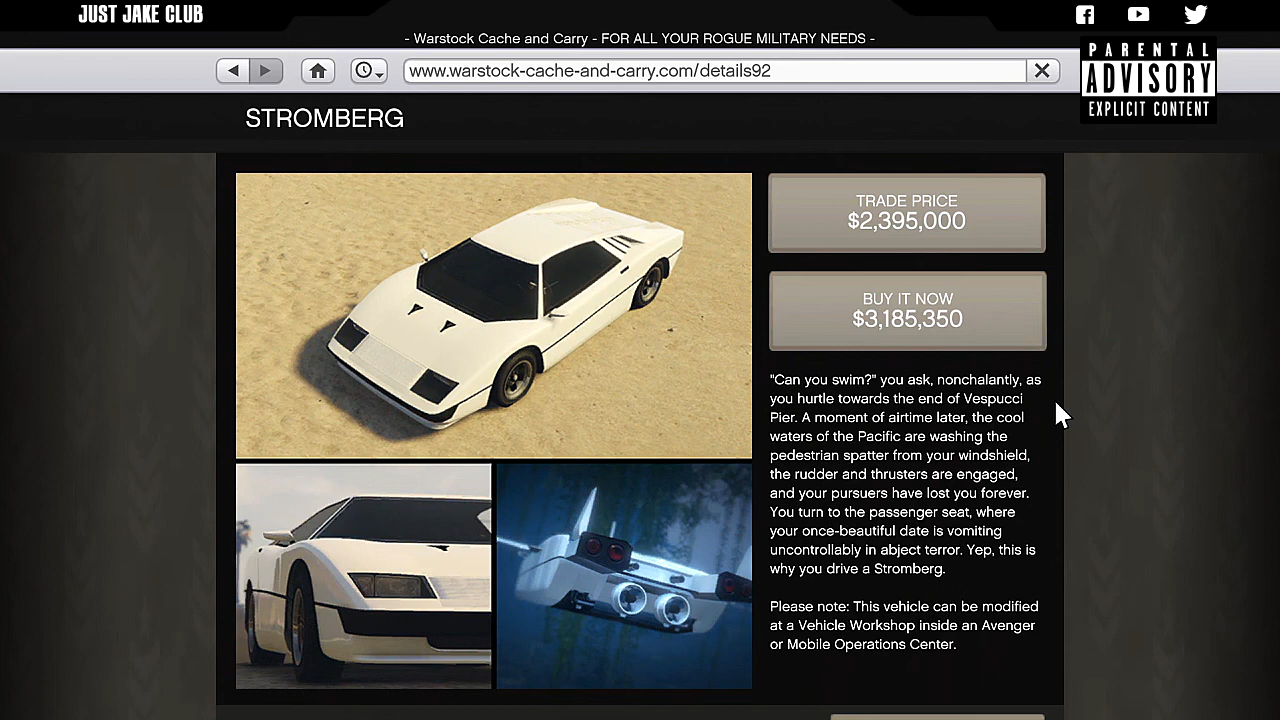 JUST JAKE CLUB
- Warstock Cache and Carry - FOR ALL YOUR ROGUE MILITARY NEEDS -
www.warstock-cache-and-carry.com/details92
PARENTAL
ADVISORY
EXPLICIT CONTENT
STROMBERG
TRADE PRICE
$2,395,000
BUY IT NOW
$3,185,350
"Can you swim?" you ask, nonchalantly, as
you hurtle towards the end of Vespucci
Pier. A moment of airtime later, the cool
waters of the Pacific are washing the
pedestrian spatter from your windshield,
the rudder and thrusters are engaged,
and your pursuers have lost you forever.
You turn to the passenger seat, where
your once-beautiful date is vomiting
uncontrollably in abject terror. Yep, this is
why you drive a Stromberg.
Please note: This vehicle can be modified
at a Vehicle Workshop inside an Avenger
or Mobile Operations Center.